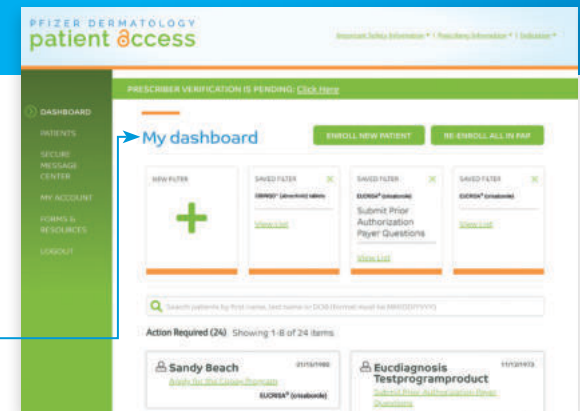 PFIZER DERMATOLOGY
patient access
Important Safety Information | Prescribing Information | Indication
PRESCRIBER VERIFICATION IS PENDING: Click Here
DASHBOARD
PATIENTS
SECURE
MESSAGE
CENTER
MY ACCOUNT
FORMS &
RESOURCES
LOGOUT
My dashboard
ENROLL NEW PATIENT
RE-ENROLL ALL IN PAP
NEW FILTER
SAVED FILTER
CIBINQO™ (abrocitinib) tablets
View List
SAVED FILTER
EUCRISA® (crisaborole)
Submit Prior
Authorization
Payer Questions
View List
SAVED FILTER
EUCRISA® (crisaborole)
View List
Search patients by first name, last name or DOB (format must be MM/DD/YYYY)
Action Required (24) Showing 1-8 of 24 items
Sandy Beach
Apply for the Copay Program
EUCRISA® (crisaborole)
Eucdiagnosis
Testprogramproduct
Submit Prior Authorization Payer
Questions